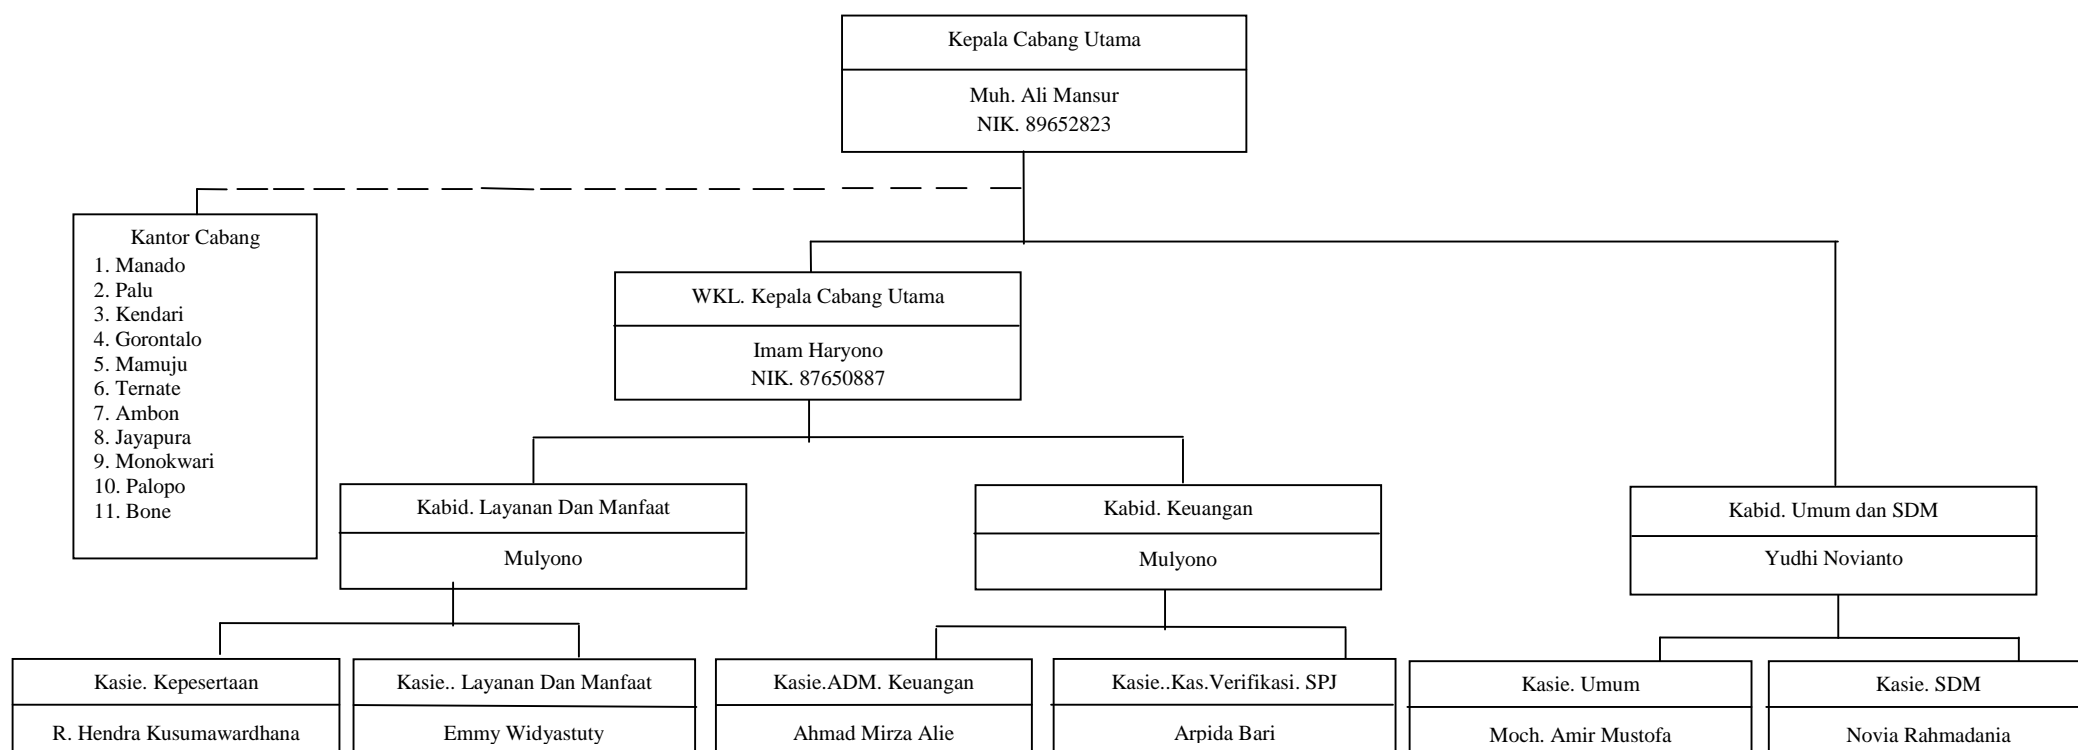 Kepala Cabang Utama
Muh. Ali Mansur
NIK. 89652823
Kantor Cabang
1. Manado
2. Palu
3. Kendari
4. Gorontalo
5. Mamuju
6. Ternate
7. Ambon
8. Jayapura
9. Monokwari
10. Palopo
11. Bone
WKL. Kepala Cabang Utama
Imam Haryono
NIK. 87650887
Kabid. Layanan Dan Manfaat
Mulyono
Kabid. Keuangan
Mulyono
Kabid. Umum dan SDM
Yudhi Novianto
Kasie. Kepesertaan
R. Hendra Kusumawardhana
Kasie.. Layanan Dan Manfaat
Emmy Widyastuty
Kasie.ADM. Keuangan
Ahmad Mirza Alie
Kasie..Kas.Verifikasi. SPJ
Arpida Bari
Kasie. Umum
Moch. Amir Mustofa
Kasie. SDM
Novia Rahmadania